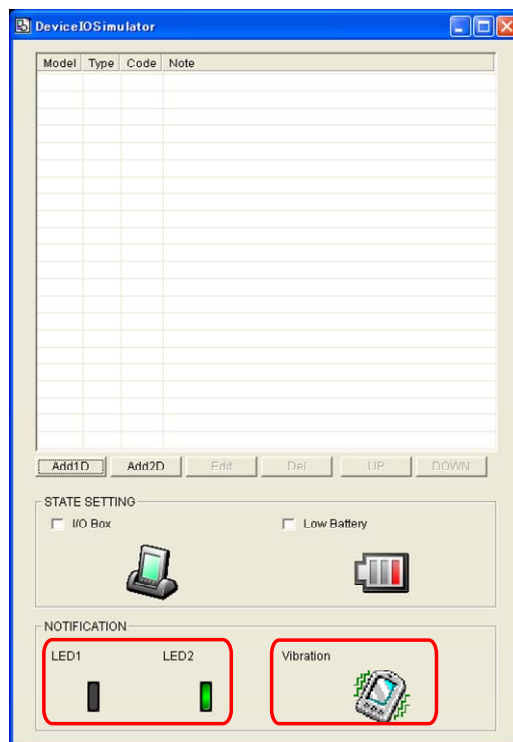 DeviceIOSimulator
Model Type Code Note
Add1D Add2D Edit Del UP DOWN
STATE SETTING
I/O Box Low Battery
NOTIFICATION
LED1 LED2 Vibration